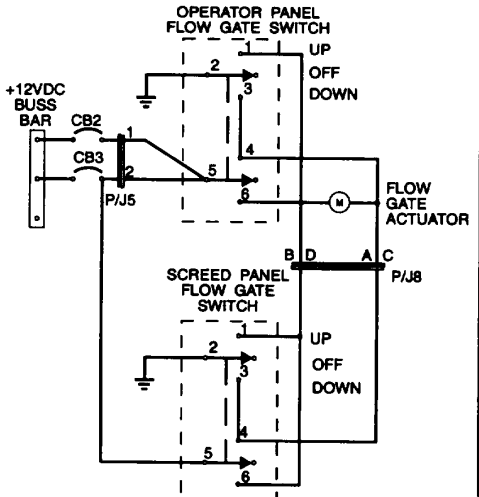 OPERATOR PANEL
FLOW GATE SWITCH
1 UP
2 OFF
3 DOWN
+12VDC
BUSS
BAR
CB2
1
4
CB3
2
5
P/J5
6
M
FLOW
GATE
ACTUATOR
B D A C
P/J8
SCREED PANEL
FLOW GATE
SWITCH
1 UP
2 OFF
3 DOWN
4
5
6